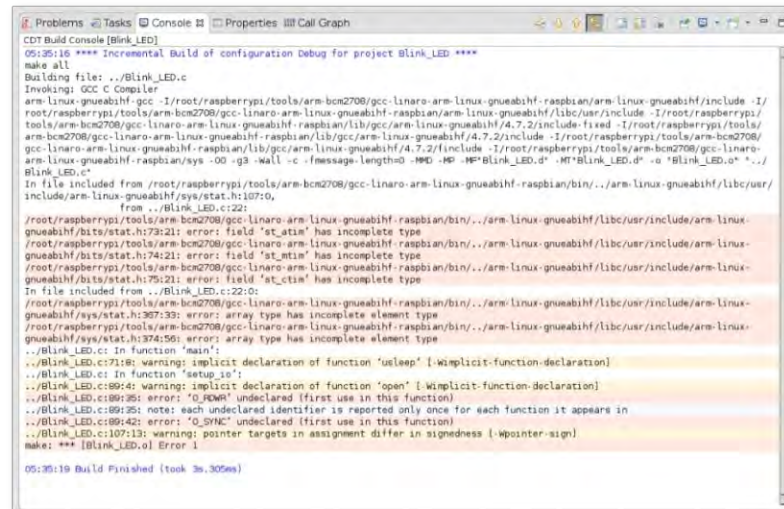 Problems Tasks Console Properties Call Graph
CDT Build Console [Blink_LED]
05:35:16 **** Incremental Build of configuration Debug for project Blink_LED ****
make all
Building file: ../Blink_LED.c
Invoking: GCC C Compiler
arm-linux-gnueabihf-gcc -I/root/raspberrypi/tools/arm-bcm2708/gcc-linaro-arm-linux-gnueabihf-raspbian/arm-linux-gnueabihf/include -I/
root/raspberrypi/tools/arm-bcm2708/gcc-linaro-arm-linux-gnueabihf-raspbian/arm-linux-gnueabihf/libc/usr/include -I/root/raspberrypi/
tools/arm-bcm2708/gcc-linaro-arm-linux-gnueabihf-raspbian/lib/gcc/arm-linux-gnueabihf/4.7.2/include-fixed -I/root/raspberrypi/tools/
arm-bcm2708/gcc-linaro-arm-linux-gnueabihf-raspbian/lib/gcc/arm-linux-gnueabihf/4.7.2/include -I/root/raspberrypi/tools/arm-bcm2708/
gcc-linaro-arm-linux-gnueabihf-raspbian/lib/gcc/arm-linux-gnueabihf/4.7.2/finclude -I/root/raspberrypi/tools/arm-bcm2708/gcc-linaro-
arm-linux-gnueabihf-raspbian/sys -O0 -g3 -Wall -c -fmessage-length=0 -MMD -MP -MF"Blink_LED.d" -MT"Blink_LED.d" -o "Blink_LED.o" "../
Blink_LED.c"
In file included from /root/raspberrypi/tools/arm-bcm2708/gcc-linaro-arm-linux-gnueabihf-raspbian/bin/../arm-linux-gnueabihf/libc/usr/
include/arm-linux-gnueabihf/sys/stat.h:107:0,
from ../Blink_LED.c:22:
/root/raspberrypi/tools/arm-bcm2708/gcc-linaro-arm-linux-gnueabihf-raspbian/bin/../arm-linux-gnueabihf/libc/usr/include/arm-linux-
gnueabihf/bits/stat.h:73:21: error: field 'st_atim' has incomplete type
/root/raspberrypi/tools/arm-bcm2708/gcc-linaro-arm-linux-gnueabihf-raspbian/bin/../arm-linux-gnueabihf/libc/usr/include/arm-linux-
gnueabihf/bits/stat.h:74:21: error: field 'st_mtim' has incomplete type
/root/raspberrypi/tools/arm-bcm2708/gcc-linaro-arm-linux-gnueabihf-raspbian/bin/../arm-linux-gnueabihf/libc/usr/include/arm-linux-
gnueabihf/bits/stat.h:75:21: error: field 'st_ctim' has incomplete type
In file included from ../Blink_LED.c:22:0:
/root/raspberrypi/tools/arm-bcm2708/gcc-linaro-arm-linux-gnueabihf-raspbian/bin/../arm-linux-gnueabihf/libc/usr/include/arm-linux-
gnueabihf/sys/stat.h:367:33: error: array type has incomplete element type
/root/raspberrypi/tools/arm-bcm2708/gcc-linaro-arm-linux-gnueabihf-raspbian/bin/../arm-linux-gnueabihf/libc/usr/include/arm-linux-
gnueabihf/sys/stat.h:374:56: error: array type has incomplete element type
../Blink_LED.c: In function 'main':
../Blink_LED.c:71:8: warning: implicit declaration of function 'usleep' [-Wimplicit-function-declaration]
../Blink_LED.c: In function 'setup_io':
../Blink_LED.c:89:4: warning: implicit declaration of function 'open' [-Wimplicit-function-declaration]
../Blink_LED.c:89:35: error: 'O_RDWR' undeclared (first use in this function)
../Blink_LED.c:89:35: note: each undeclared identifier is reported only once for each function it appears in
../Blink_LED.c:89:42: error: 'O_SYNC' undeclared (first use in this function)
../Blink_LED.c:107:13: warning: pointer targets in assignment differ in signedness [-Wpointer-sign]
make: *** [Blink_LED.o] Error 1
05:35:19 Build Finished (took 3s.305ms)